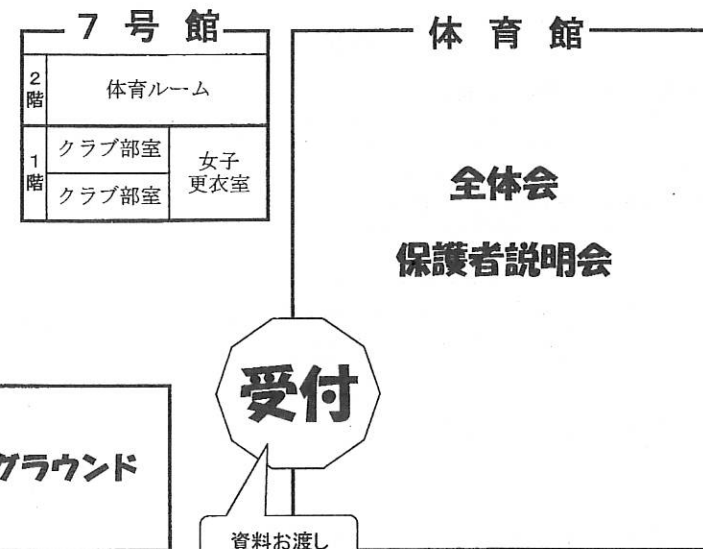 7号館
2階
体育ルーム
1階
クラブ部室
クラブ部室
女子
更衣室
体育館
全体会
保護者説明会
受付
グラウンド
資料お渡し